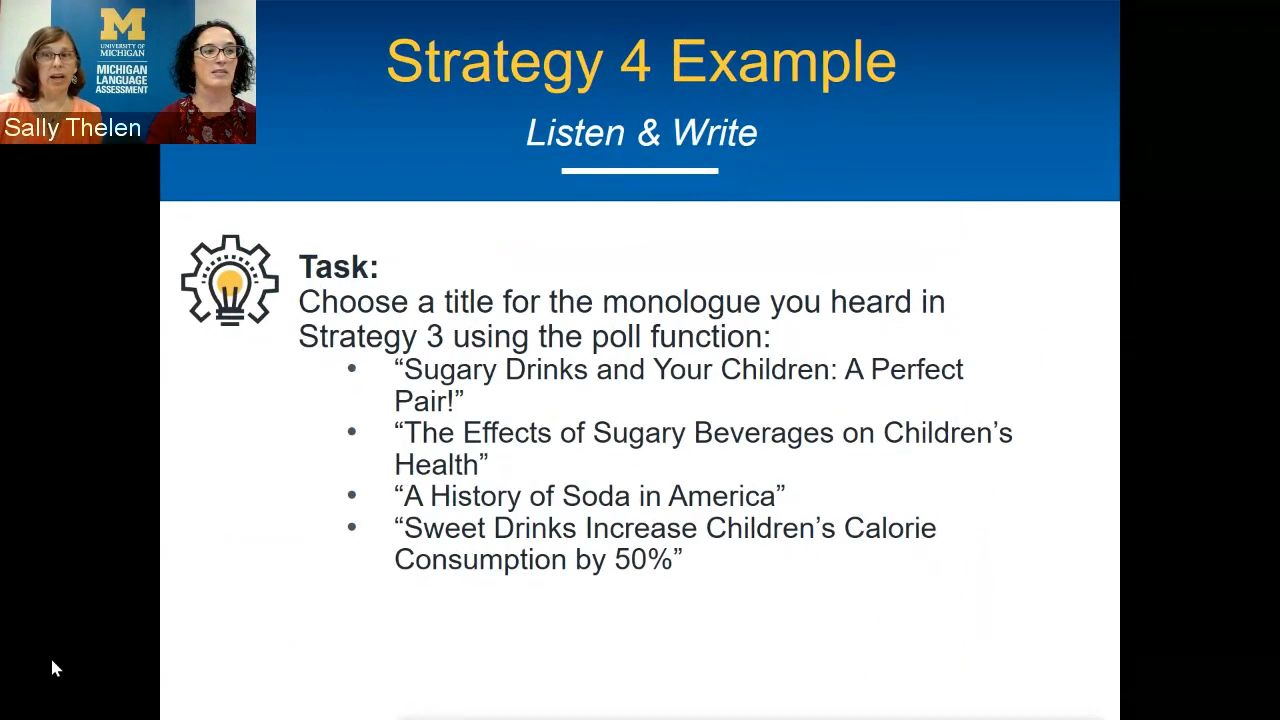 M
UNIVERSITY OF
MICHIGAN
MICHIGAN
LANGUAGE
ASSESSMENT
Sally Thelen
Strategy 4 Example
Listen & Write
Task:
Choose a title for the monologue you heard in
Strategy 3 using the poll function:
• “Sugary Drinks and Your Children: A Perfect
Pair!”
• “The Effects of Sugary Beverages on Children’s
Health”
• “A History of Soda in America”
• “Sweet Drinks Increase Children’s Calorie
Consumption by 50%”